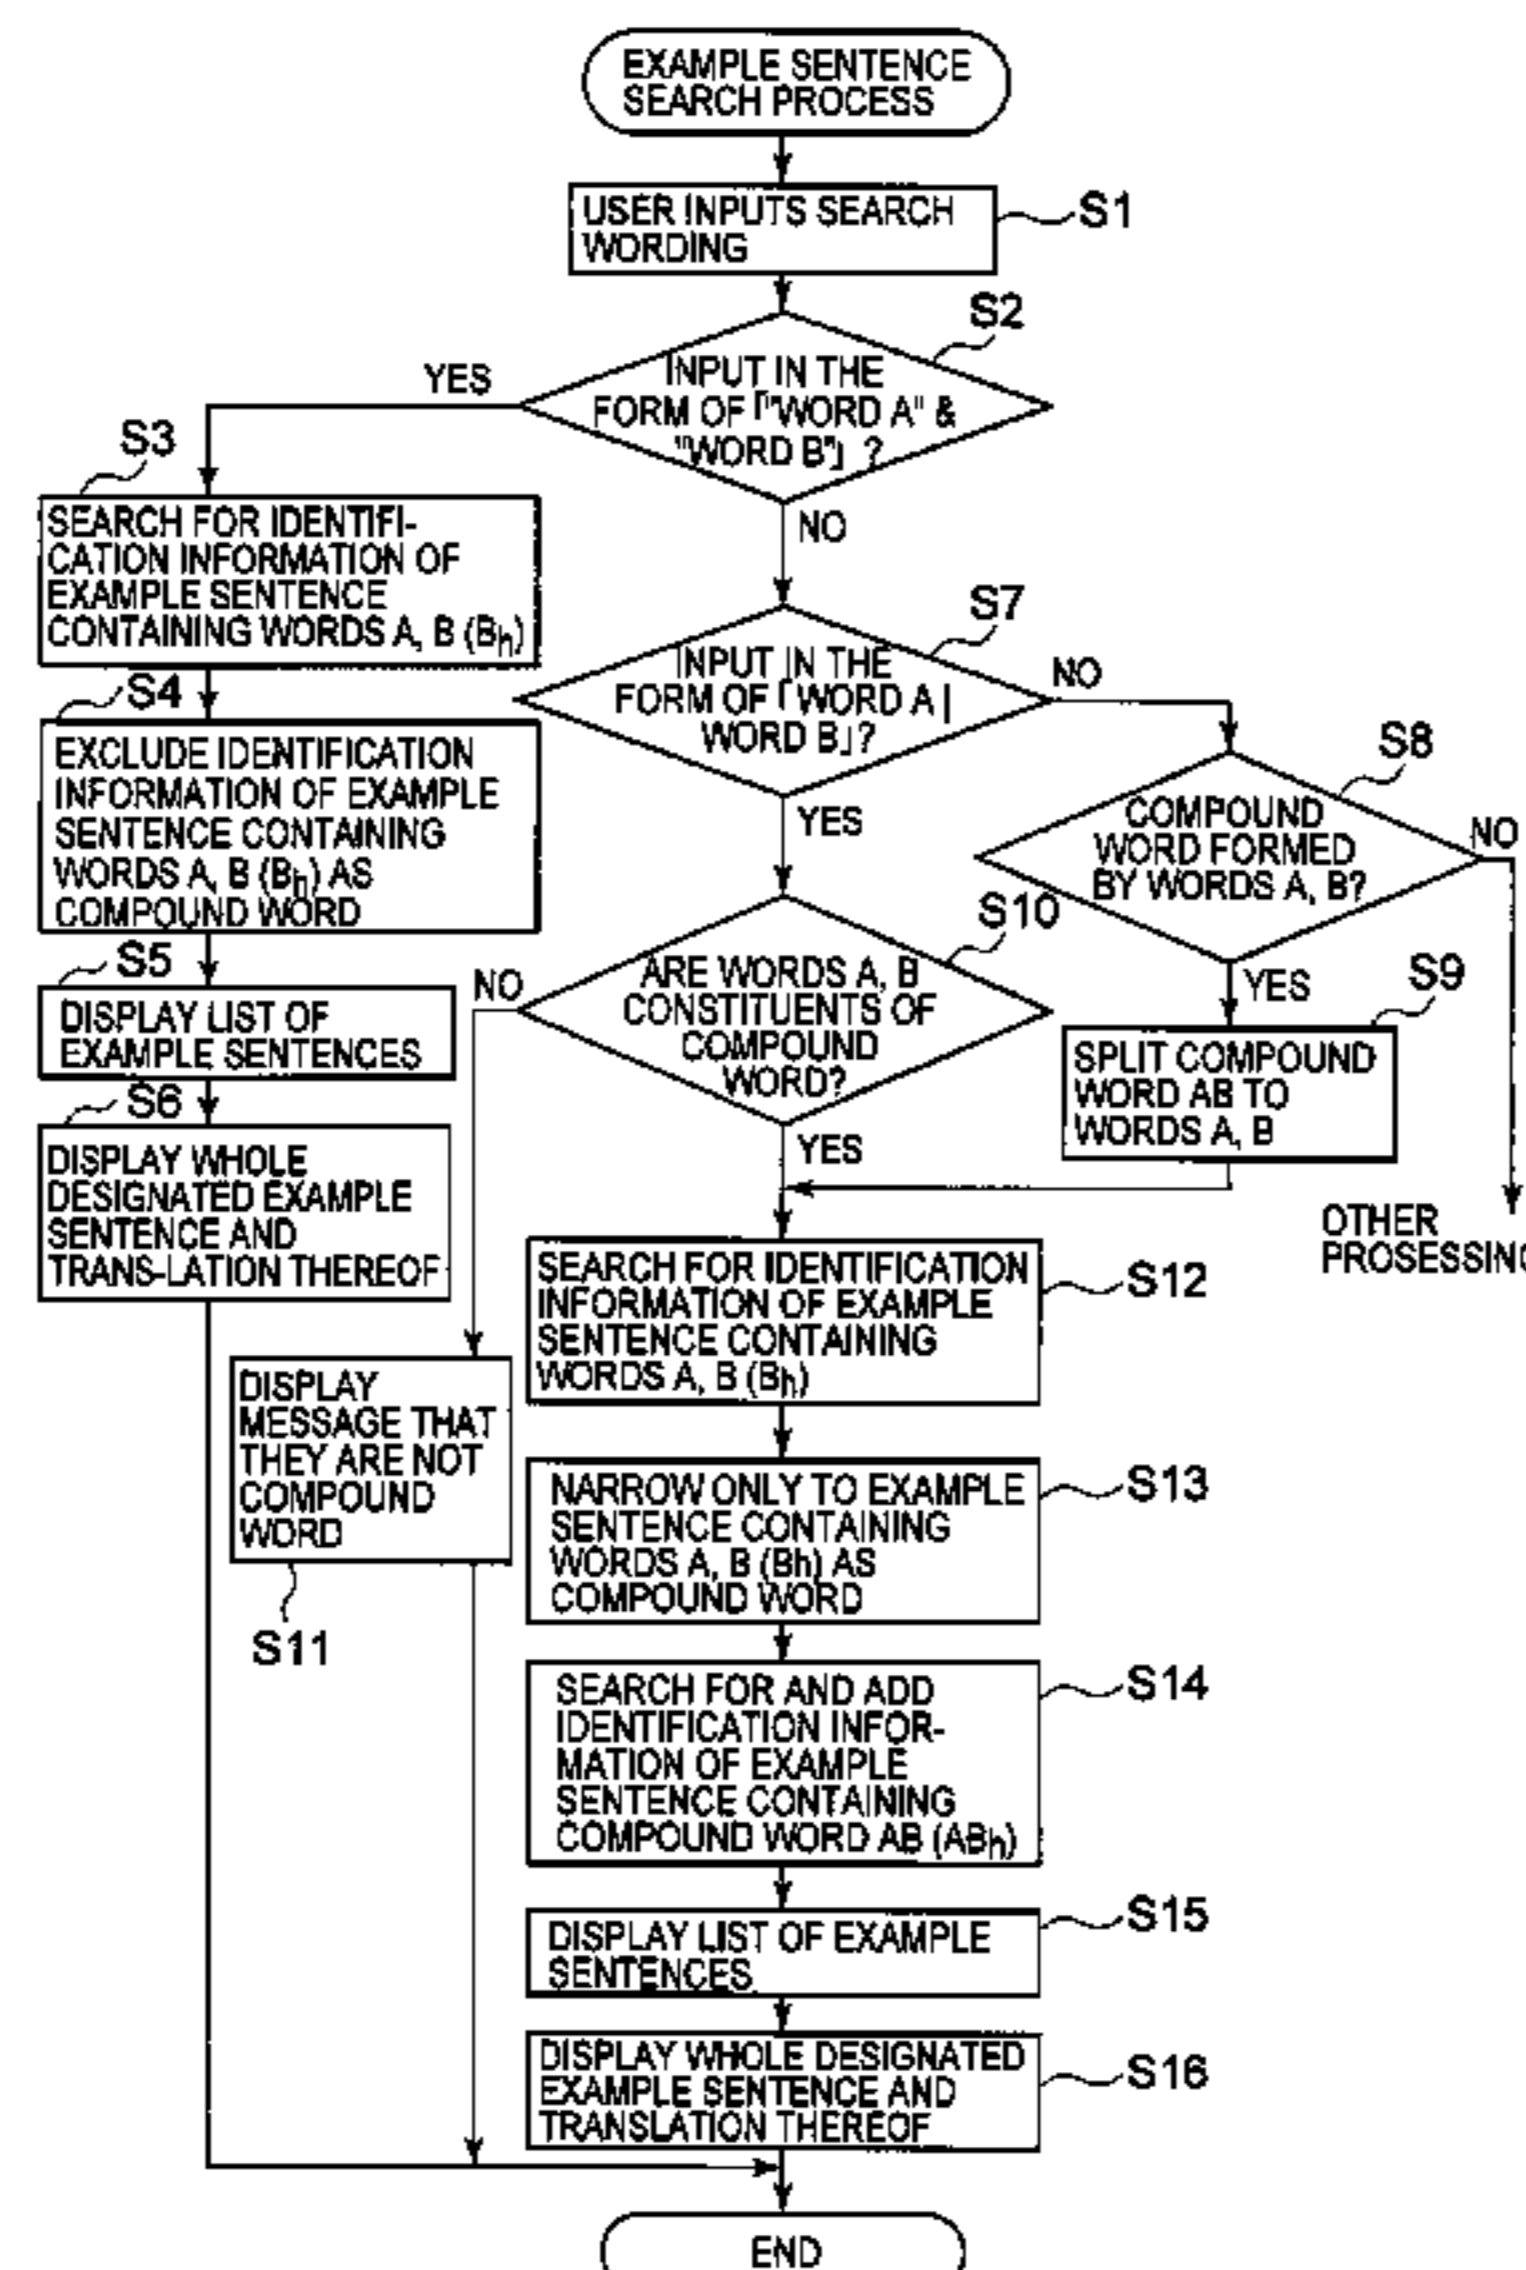 EXAMPLE SENTENCE
SEARCH PROCESS
USER INPUTS SEARCH
WORDING
S1
INPUT IN THE
FORM OF「"WORD A" &
"WORD B"」 ?
S2
YES
NO
S3
SEARCH FOR IDENTIFI-
CATION INFORMATION OF
EXAMPLE SENTENCE
CONTAINING WORDS A, B (Bh)
S4
EXCLUDE IDENTIFICATION
INFORMATION OF EXAMPLE
SENTENCE CONTAINING
WORDS A, B (Bh) AS
COMPOUND WORD
S5
DISPLAY LIST OF
EXAMPLE SENTENCES
S6
DISPLAY WHOLE
DESIGNATED EXAMPLE
SENTENCE AND
TRANS-LATION THEREOF
S7
INPUT IN THE
FORM OF「WORD A |
WORD B」?
NO
YES
S8
COMPOUND
WORD FORMED
BY WORDS A, B?
NO
YES
S9
SPLIT COMPOUND
WORD AB TO
WORDS A, B
OTHER
PROSESSING
S10
ARE WORDS A, B
CONSTITUENTS OF
COMPOUND
WORD?
NO
YES
DISPLAY
MESSAGE THAT
THEY ARE NOT
COMPOUND
WORD
S11
SEARCH FOR IDENTIFICATION
INFORMATION OF EXAMPLE
SENTENCE CONTAINING
WORDS A, B (Bh)
S12
NARROW ONLY TO EXAMPLE
SENTENCE CONTAINING
WORDS A, B (Bh) AS
COMPOUND WORD
S13
SEARCH FOR AND ADD
IDENTIFICATION INFOR-
MATION OF EXAMPLE
SENTENCE CONTAINING
COMPOUND WORD AB (ABh)
S14
DISPLAY LIST OF EXAMPLE
SENTENCES
S15
DISPLAY WHOLE DESIGNATED
EXAMPLE SENTENCE AND
TRANSLATION THEREOF
S16
END